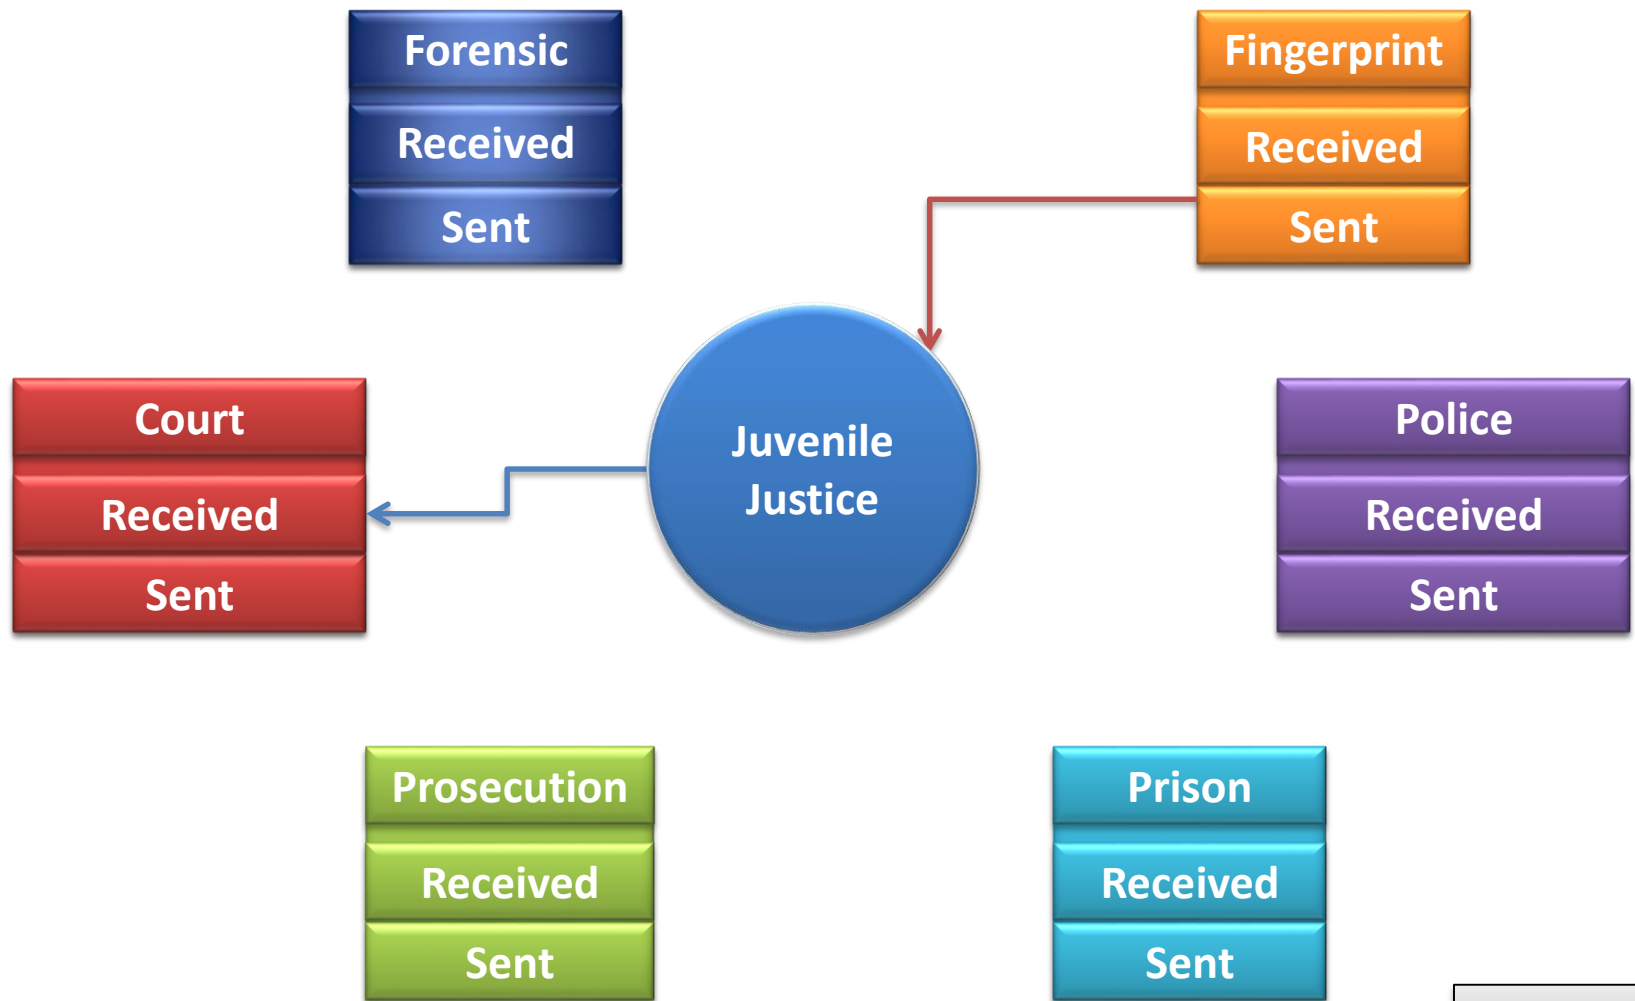 Forensic
Received
Sent
Fingerprint
Received
Sent
Court
Received
Sent
Juvenile
Justice
Police
Received
Sent
Prosecution
Received
Sent
Prison
Received
Sent